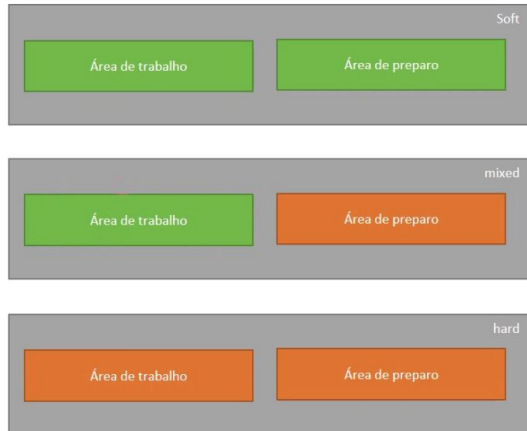 Soft
Área de trabalho
Área de preparo
mixed
Área de trabalho
Área de preparo
hard
Área de trabalho
Área de preparo